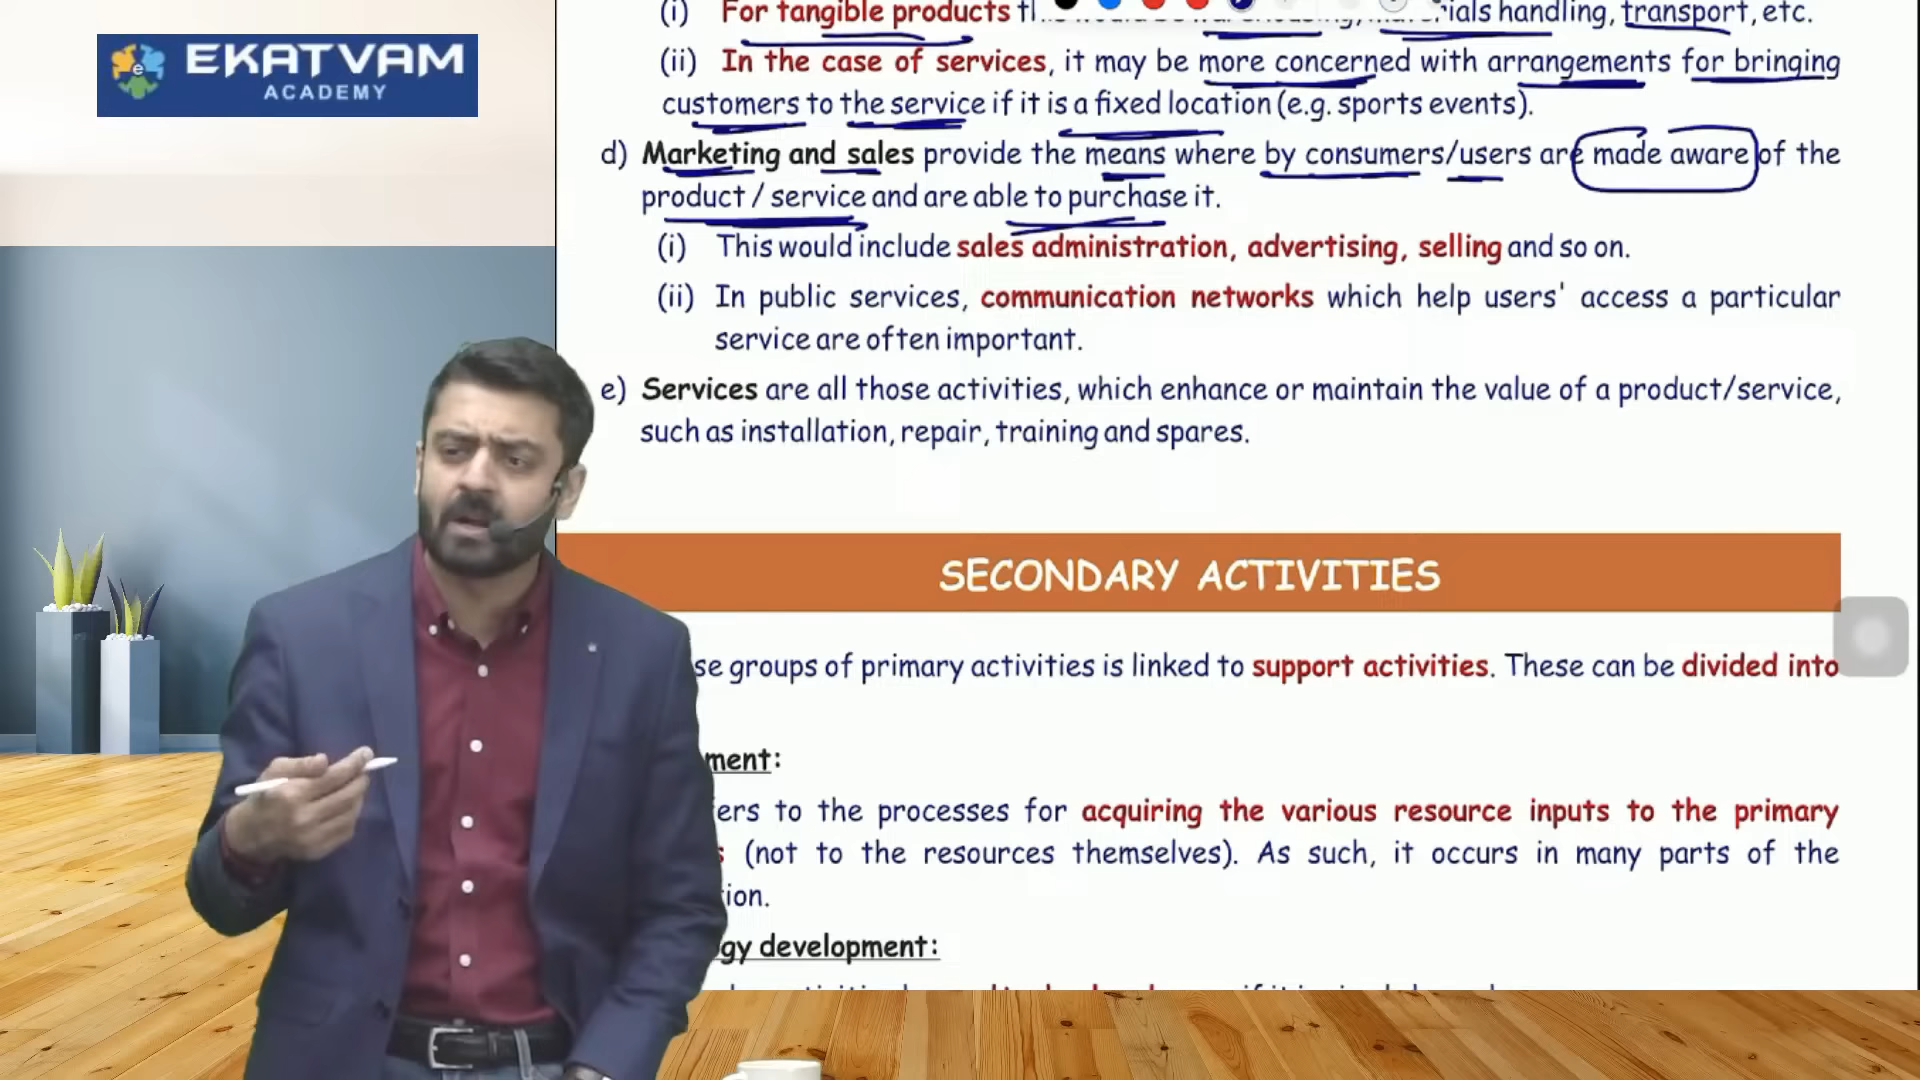 EKATVAM
ACADEMY
(i) For tangible products
handling, transport, etc.
(ii) In the case of services, it may be more concerned with arrangements for bringing
customers to the service if it is a fixed location (e.g. sports events).
d) Marketing and sales provide the means where by consumers/users are made aware of the
product / service and are able to purchase it.
(i) This would include sales administration, advertising, selling and so on.
(ii) In public services, communication networks which help users' access a particular
service are often important.
e) Services are all those activities, which enhance or maintain the value of a product/service,
such as installation, repair, training and spares.
SECONDARY ACTIVITIES
se groups of primary activities is linked to support activities. These can be divided into
ment:
ers to the processes for acquiring the various resource inputs to the primary
s (not to the resources themselves). As such, it occurs in many parts of the
ion.
gy development: